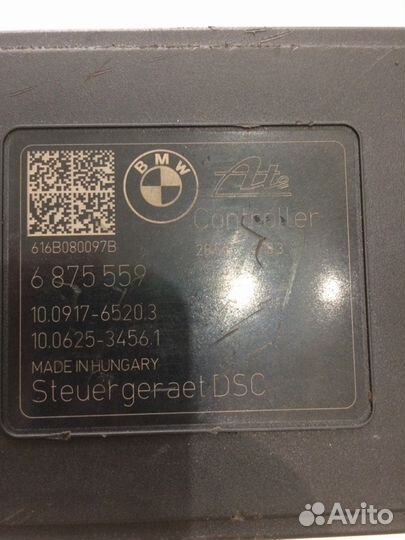 BMW
Ate
Controller
616B080097B
6 875 559
10.0917-6520.3
10.0625-3456.1
MADE IN HUNGARY
Steuergeraet DSC
Avito